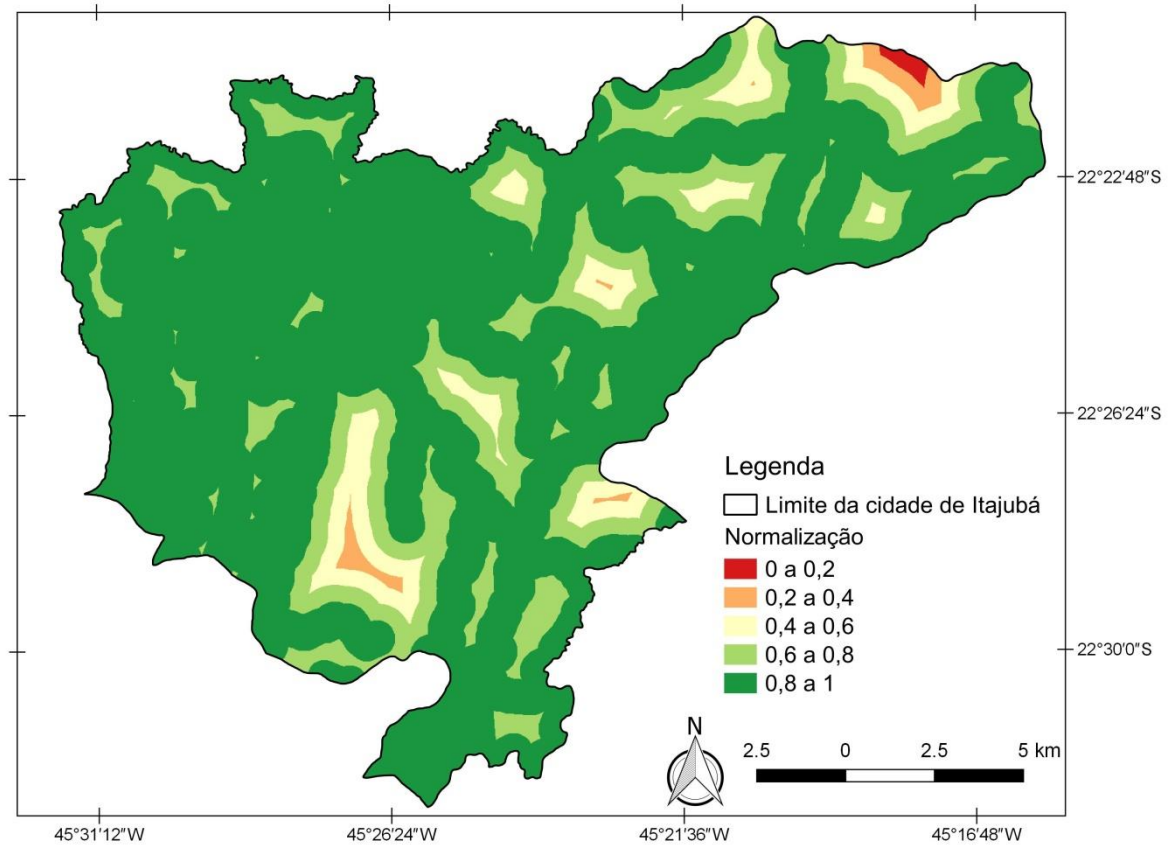 22°22'48"S
22°26'24"S
Legenda
Limite da cidade de Itajubá
Normalização
0 a 0,2
0,2 a 0,4
0,4 a 0,6
0,6 a 0,8
0,8 a 1
22°30'0"S
N
2.5 0 2.5 5 km
45°31'12"W 45°26'24"W 45°21'36"W 45°16'48"W